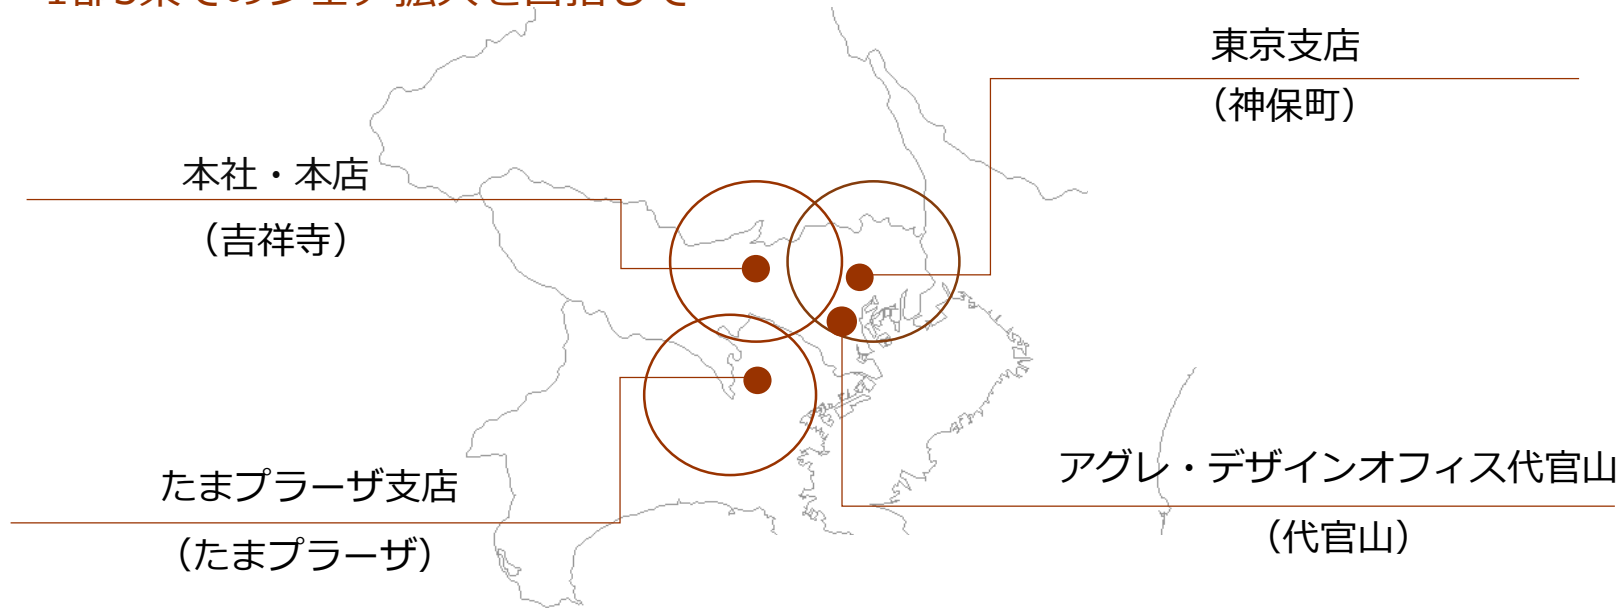 東京支店
（神保町）
本社・本店
（吉祥寺）
たまプラーザ支店
（たまプラーザ）
アグレ・デザインオフィス代官山
（代官山）